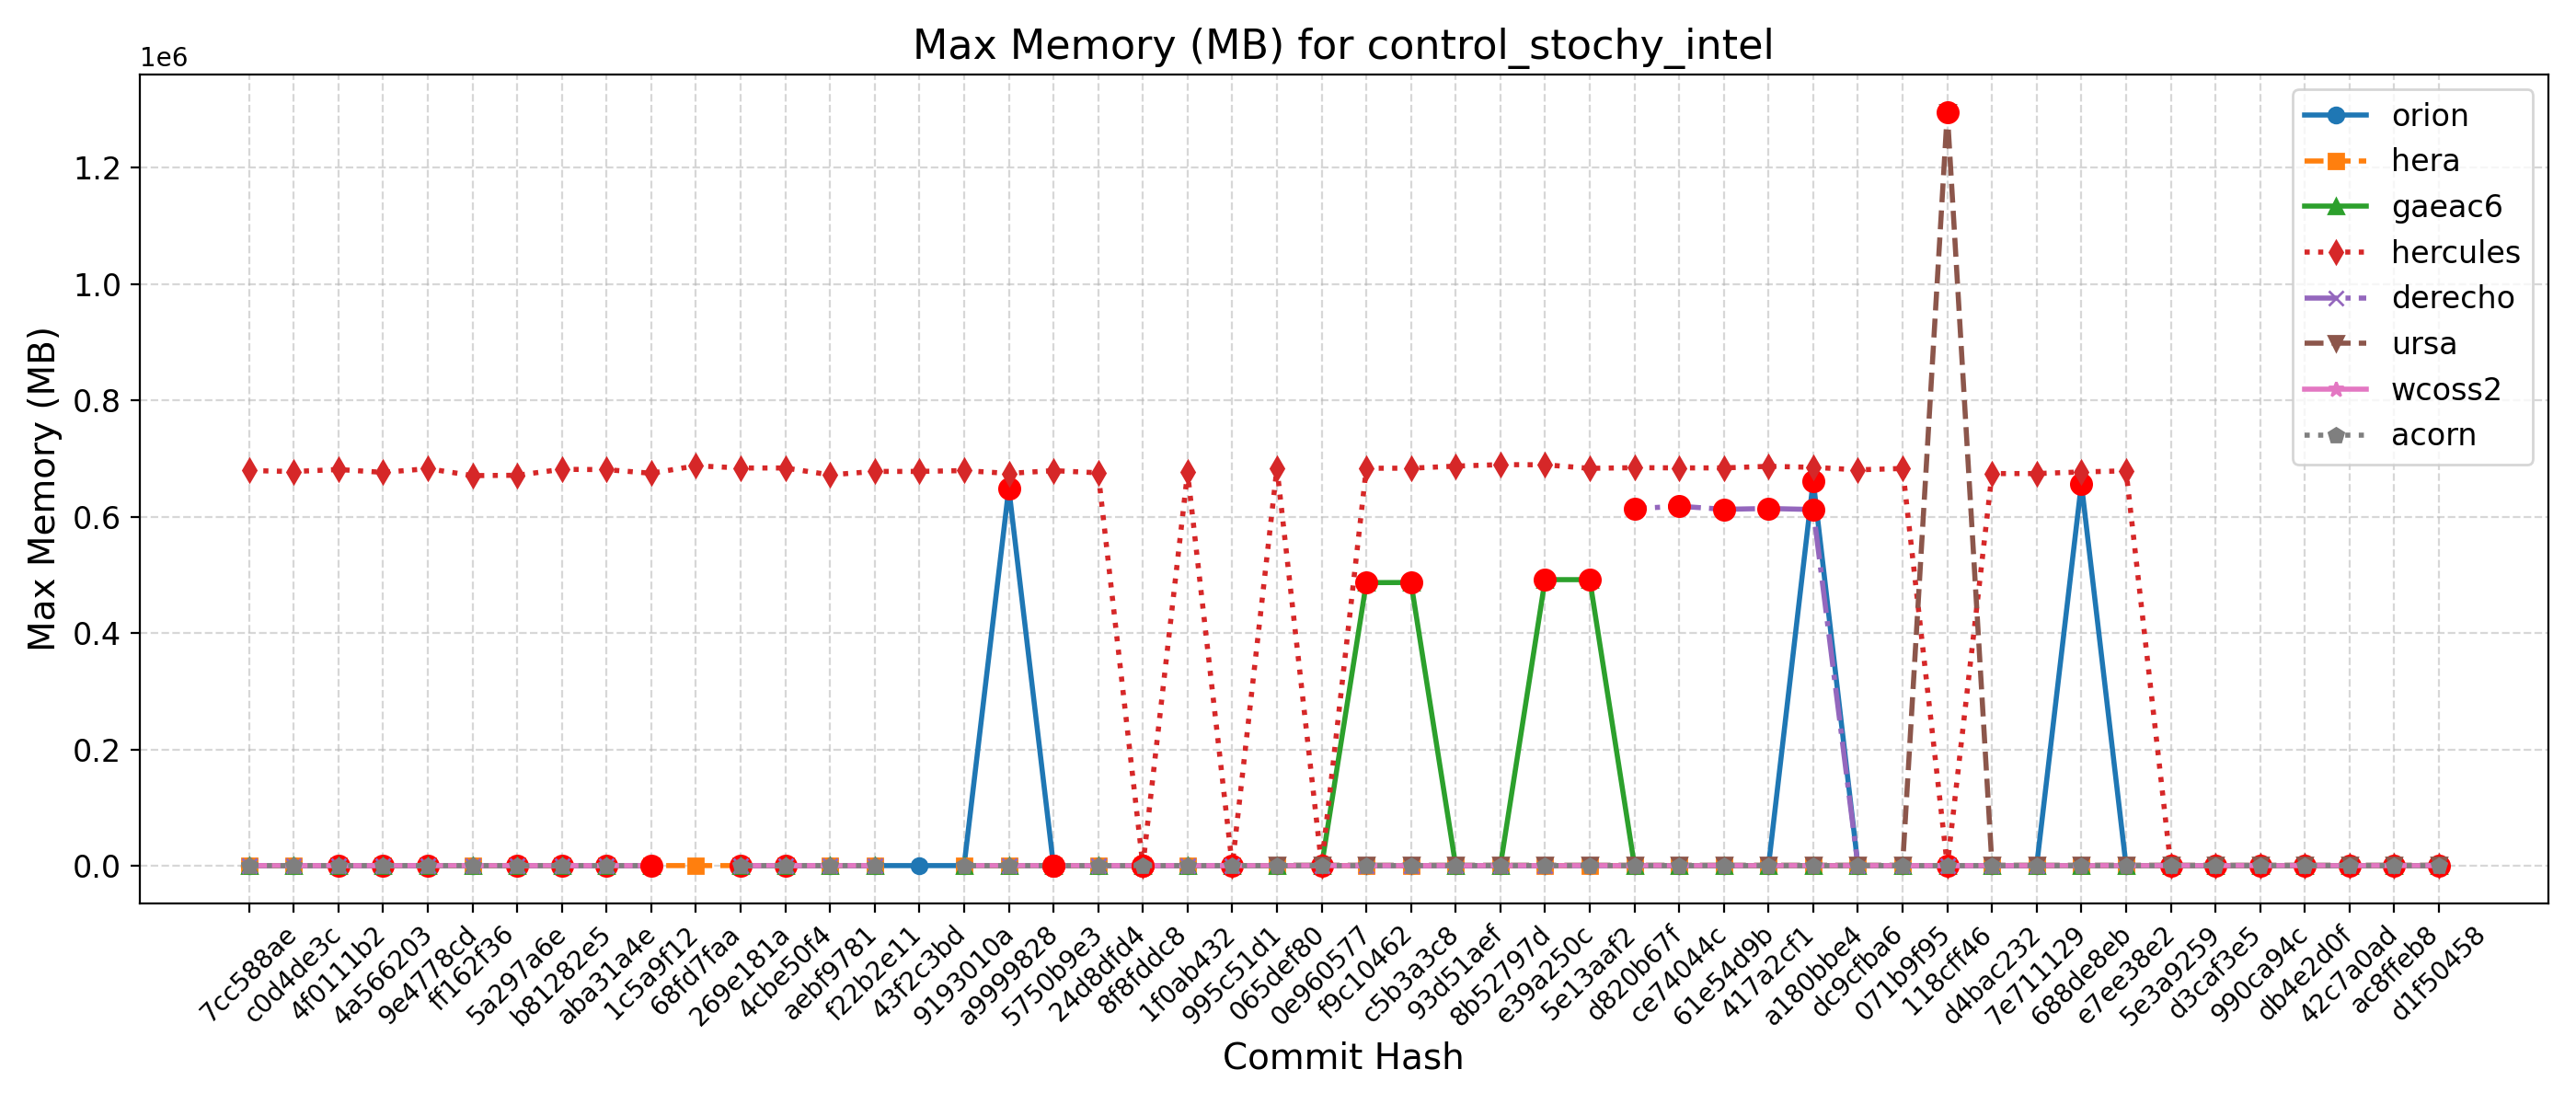 Max Memory (MB) for control_stochy_intel
1e6
1.2
1.0
0.8
0.6
0.4
0.2
0.0
Max Memory (MB)
orion
hera
gaeac6
hercules
derecho
ursa
wcoss2
acorn
7cc588ae
c0d4de3c
4f0111b2
4a566203
9e4778cd
ff162f36
5a297a6e
b81282e5
aba31a4e
1c5a9f12
68fd7faa
269e181a
4cbe50f4
aebf9781
f22b2e11
43f2c3bd
9193010a
a9999828
5750b9e3
24d8dfd4
8f8fddc8
1f0ab432
995c51d1
065def80
0e960577
f9c10462
c5b3a3c8
93d51aef
8b52797d
e39a250c
5e13aaf2
d820b67f
ce74044c
61e54d9b
417a2cf1
a180bbe4
dc9cfba6
071b9f95
118cff46
d4bac232
7e711129
688de8eb
e7ee38e2
5e3a9259
d3caf3e5
990ca94c
db4e2d0f
42c7a0ad
ac8ffeb8
d1f50458
Commit Hash